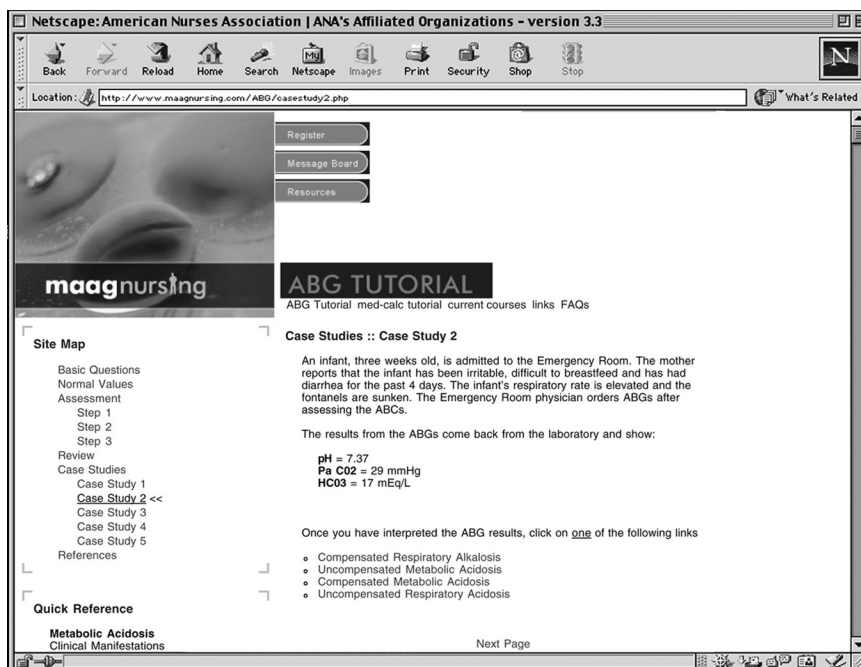 Netscape: American Nurses Association | ANA's Affiliated Organizations - version 3.3
Back Forward Reload Home Search Netscape Images Print Security Shop Stop
My
N
Location: http://www.maagnursing.com/ABG/casestudy2.php What's Related
Register
Message Board
Resources
maagnursing
ABG TUTORIAL
ABG Tutorial med-calc tutorial current courses links FAQs
Site Map
Basic Questions
Normal Values
Assessment
Step 1
Step 2
Step 3
Review
Case Studies
Case Study 1
Case Study 2 <<
Case Study 3
Case Study 4
Case Study 5
References
Quick Reference
Metabolic Acidosis
Clinical Manifestations
Case Studies :: Case Study 2
An infant, three weeks old, is admitted to the Emergency Room. The mother
reports that the infant has been irritable, difficult to breastfeed and has had
diarrhea for the past 4 days. The infant's respiratory rate is elevated and the
fontanels are sunken. The Emergency Room physician orders ABGs after
assessing the ABCs.
The results from the ABGs come back from the laboratory and show:
pH = 7.37
Pa C02 = 29 mmHg
HC03 = 17 mEq/L
Once you have interpreted the ABG results, click on one of the following links
Compensated Respiratory Alkalosis
Uncompensated Metabolic Acidosis
Compensated Metabolic Acidosis
Uncompensated Respiratory Acidosis
Next Page